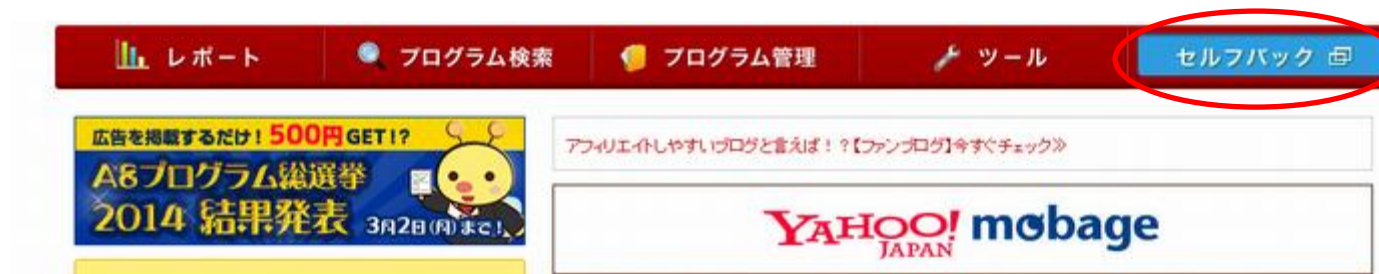 レポート
プログラム検索
プログラム管理
ツール
セルフバック
広告を掲載するだけ！500円GET!?
A8プログラム総選挙
2014 結果発表 3月2日(月)まで！
アフィリエイトしやすいブログと言えば！？【ファンブログ】今すぐチェック≫
YAHOO! mobage
JAPAN